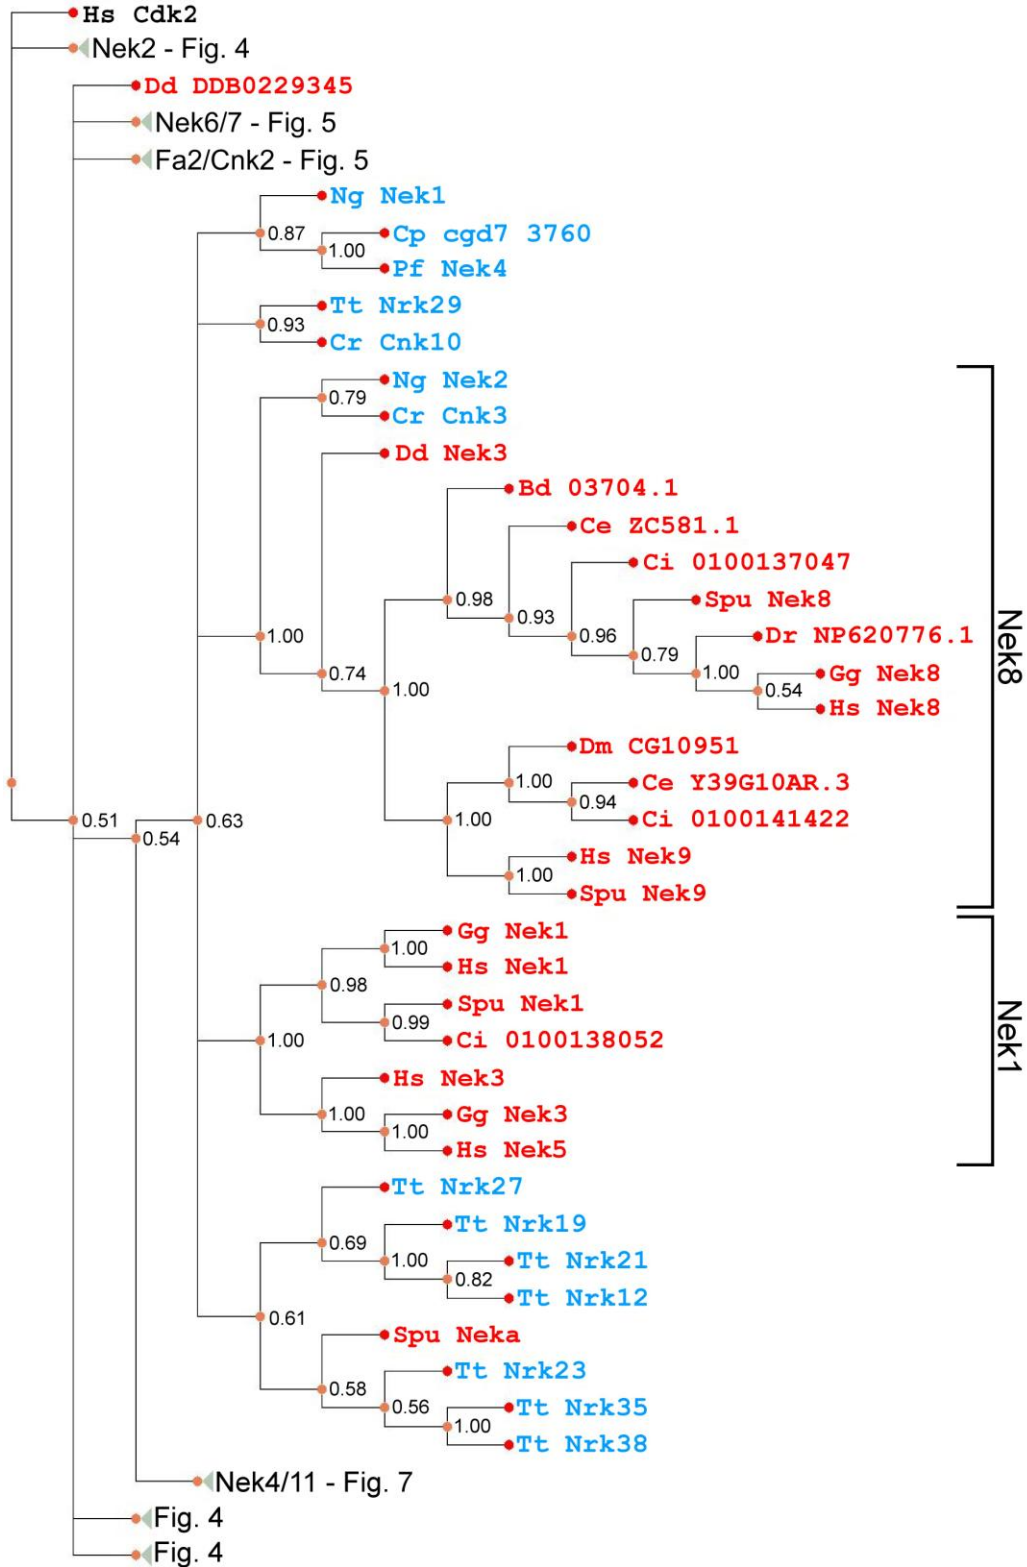 Hs Cdk2
Nek2 - Fig. 4
Dd DDB0229345
Nek6/7 - Fig. 5
Fa2/Cnk2 - Fig. 5
Ng Nek1
0.87
Cp cgd7 3760
1.00
Pf Nek4
Tt Nrk29
0.93
Cr Cnk10
Ng Nek2
0.79
Cr Cnk3
Dd Nek3
Bd 03704.1
Ce ZC581.1
Ci 0100137047
0.98
Spu Nek8
0.93
1.00
0.96
Dr NP620776.1
0.79
0.74
1.00
Gg Nek8
1.00
0.54
Hs Nek8
Nek8
Dm CG10951
1.00
Ce Y39G10AR.3
0.94
0.51
0.63
1.00
Ci 0100141422
0.54
Hs Nek9
1.00
Spu Nek9
Gg Nek1
1.00
Hs Nek1
0.98
Spu Nek1
0.99
1.00
Ci 0100138052
Nek1
Hs Nek3
1.00
Gg Nek3
1.00
Hs Nek5
Tt Nrk27
Tt Nrk19
0.69
1.00
Tt Nrk21
0.82
Tt Nrk12
0.61
Spu Neka
Tt Nrk23
0.58
0.56
Tt Nrk35
1.00
Tt Nrk38
Nek4/11 - Fig. 7
Fig. 4
Fig. 4